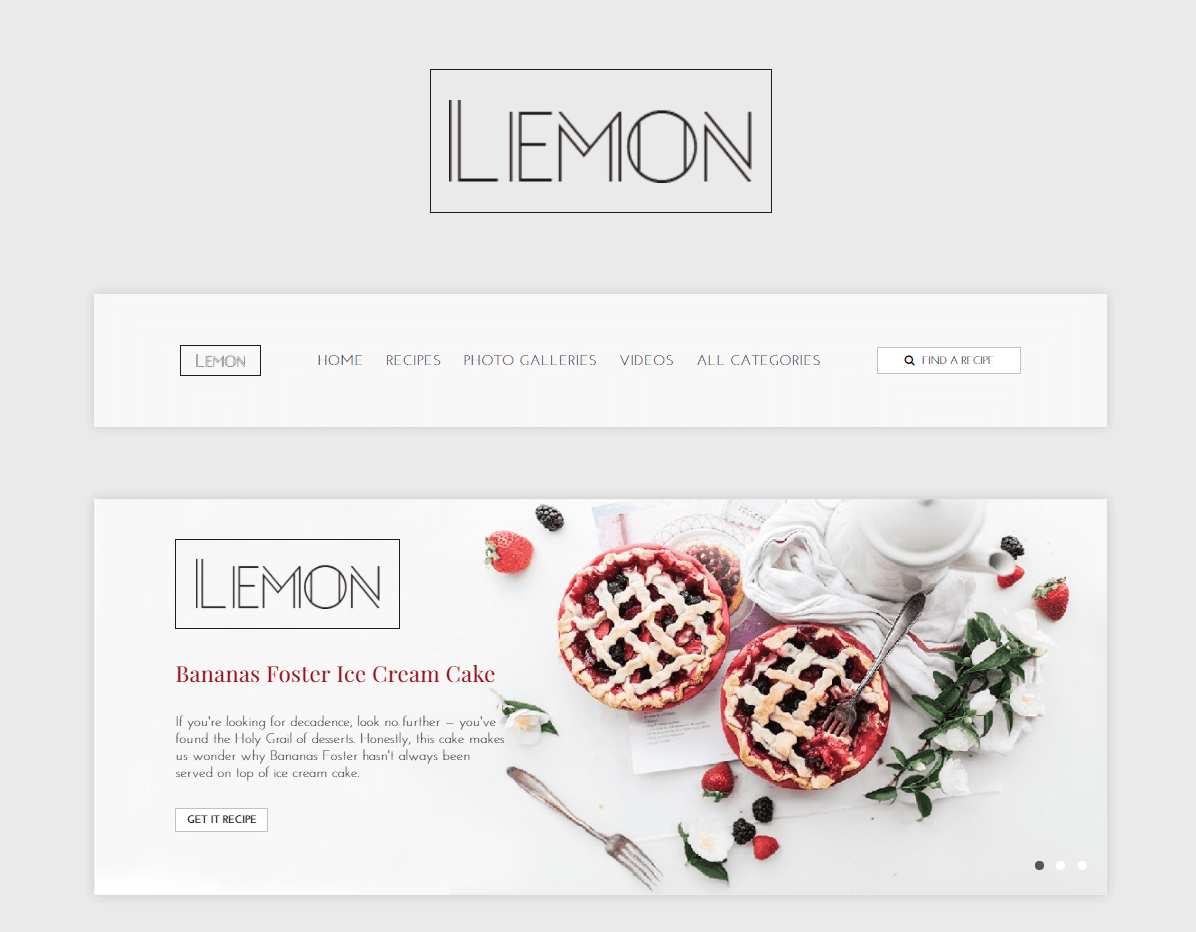 LEMON
LEMON
HOME RECIPES PHOTO GALLERIES VIDEOS ALL CATEGORIES FIND A RECIPE
LEMON
Bananas Foster Ice Cream Cake
If you're looking for decadence, look no further – you've
found the Holy Grail of desserts. Honestly, this cake makes
us wonder why Bananas Foster hasn't always been
served on top of ice cream cake.
GET IT RECIPE